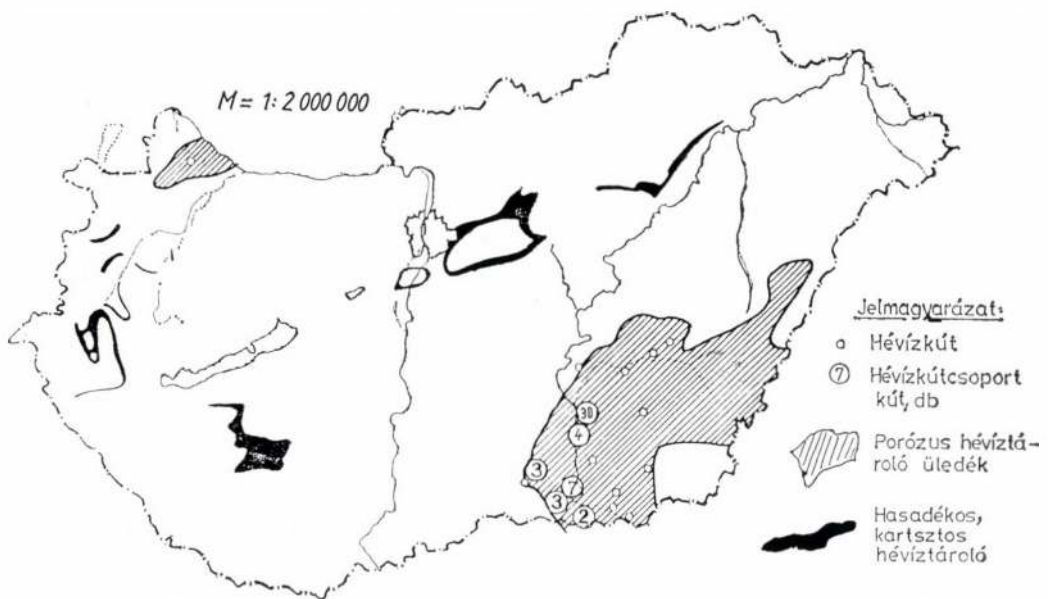 M = 1: 2 000 000
Jelmagyarázat:
Hévízkút
7 Hévízkútcsoport
kút, db
Porózus hévíztá-
roló üledék
Hasadékos,
kartsztos
hévíztároló
30
4
3
7
3
2